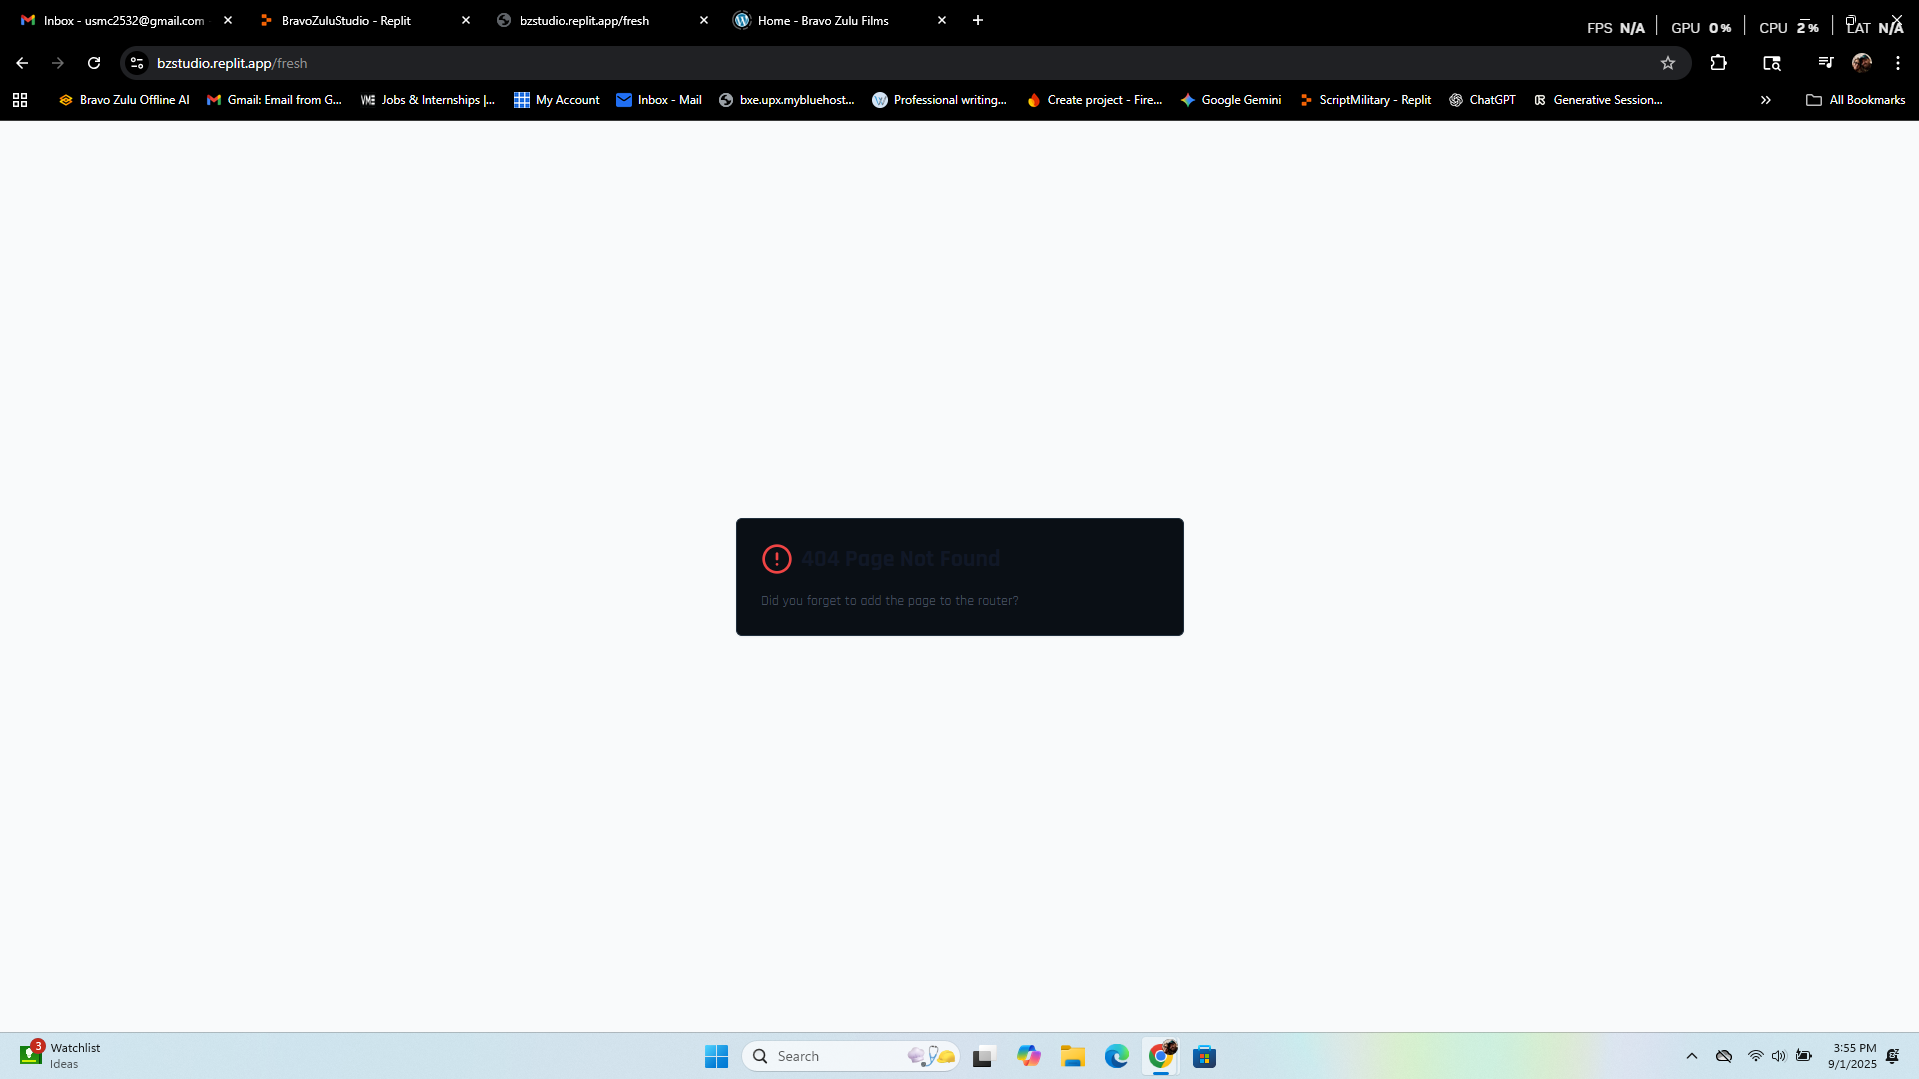 Inbox - usmc2532@gmail.com
BravoZuluStudio - Replit
bzstudio.replit.app/fresh
Home - Bravo Zulu Films
FPS N/A
GPU 0%
CPU 2%
LAT N/A
bzstudio.replit.app/fresh
Bravo Zulu Offline AI
Gmail: Email from G...
VME Jobs & Internships |...
My Account
Inbox - Mail
bxe.upx.mybluehost...
Professional writing...
Create project - Fire...
Google Gemini
ScriptMilitary - Replit
ChatGPT
Generative Session...
All Bookmarks
404 Page Not Found
Did you forget to add the page to the router?
3
Watchlist
Ideas
Search
3:55 PM
9/1/2025